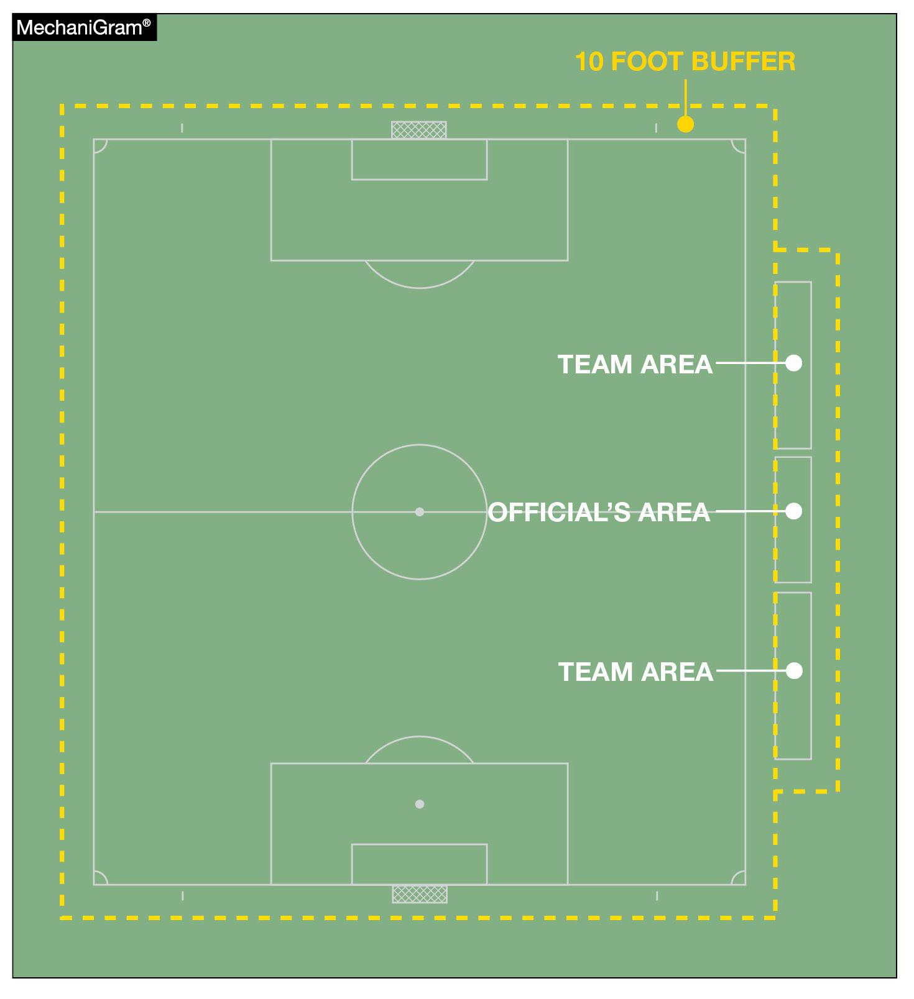 MechaniGram®
10 FOOT BUFFER
TEAM AREA
OFFICIAL’S AREA
TEAM AREA